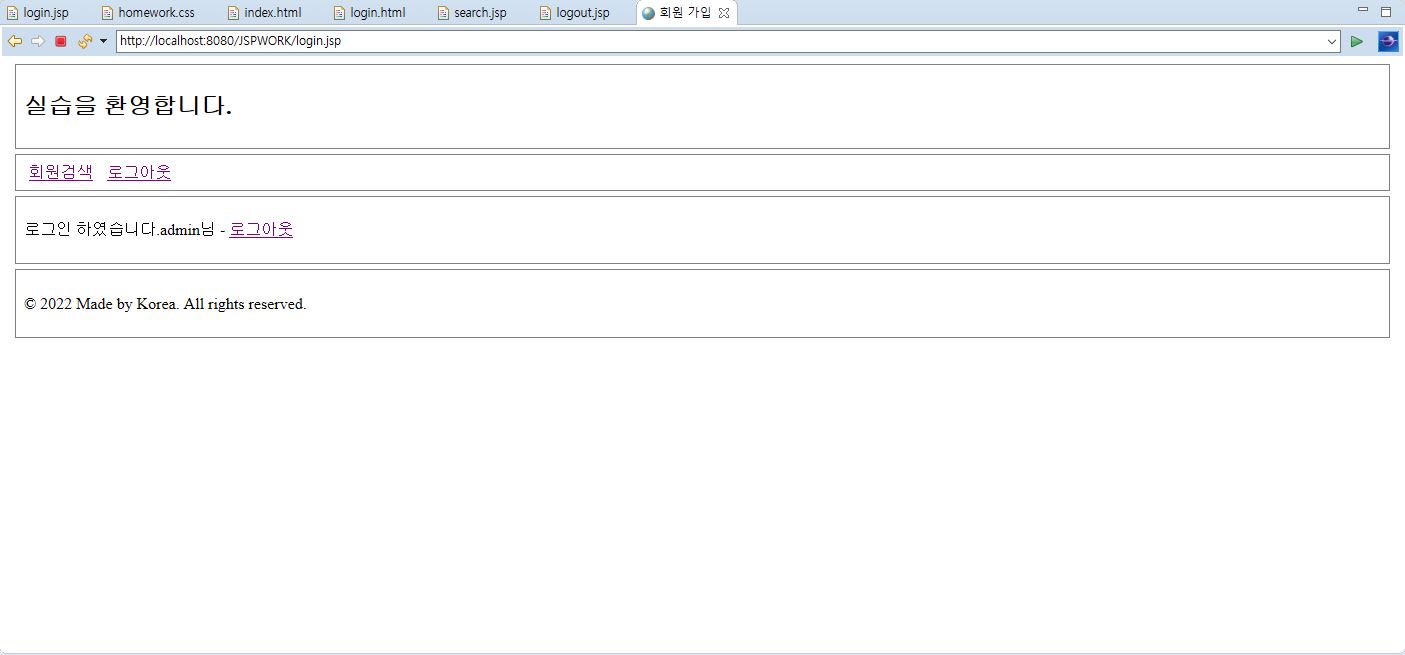 login.jsp homework.css index.html login.html search.jsp logout.jsp 회원 가입
http://localhost:8080/JSPWORK/login.jsp
실습을 환영합니다.
회원검색 로그아웃
로그인 하였습니다.admin님 - 로그아웃
© 2022 Made by Korea. All rights reserved.